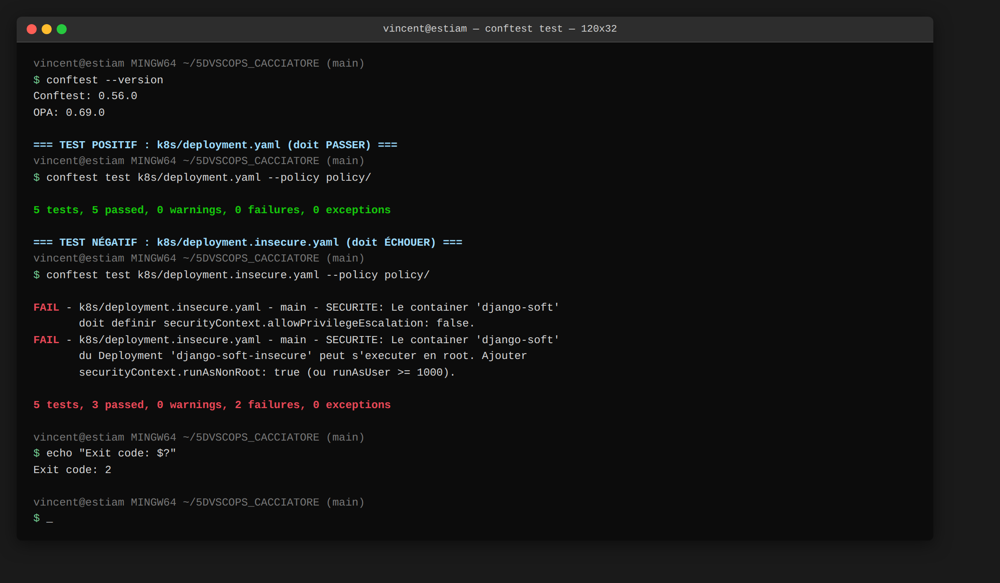 vincent@estiam — conftest test — 120x32
vincent@estiam MINGW64 ~/5DVSCOPS_CACCIATORE (main)
$ conftest --version
Conftest: 0.56.0
OPA: 0.69.0
=== TEST POSITIF : k8s/deployment.yaml (doit PASSER) ===
vincent@estiam MINGW64 ~/5DVSCOPS_CACCIATORE (main)
$ conftest test k8s/deployment.yaml --policy policy/
5 tests, 5 passed, 0 warnings, 0 failures, 0 exceptions
=== TEST NÉGATIF : k8s/deployment.insecure.yaml (doit ÉCHOUER) ===
vincent@estiam MINGW64 ~/5DVSCOPS_CACCIATORE (main)
$ conftest test k8s/deployment.insecure.yaml --policy policy/
FAIL - k8s/deployment.insecure.yaml - main - SECURITE: Le container 'django-soft'
doit definir securityContext.allowPrivilegeEscalation: false.
FAIL - k8s/deployment.insecure.yaml - main - SECURITE: Le container 'django-soft'
du Deployment 'django-soft-insecure' peut s'executer en root. Ajouter
securityContext.runAsNonRoot: true (ou runAsUser >= 1000).
5 tests, 3 passed, 0 warnings, 2 failures, 0 exceptions
vincent@estiam MINGW64 ~/5DVSCOPS_CACCIATORE (main)
$ echo "Exit code: $?"
Exit code: 2
vincent@estiam MINGW64 ~/5DVSCOPS_CACCIATORE (main)
$ _